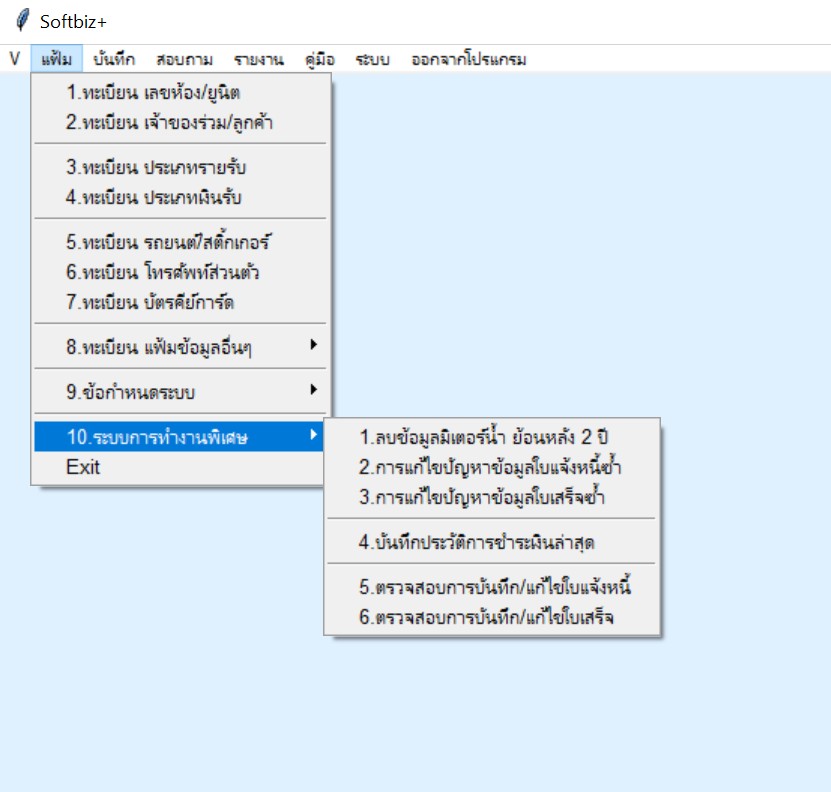 Softbiz+
V แฟ้ม บันทึก สอบถาม รายงาน คู่มือ ระบบ ออกจากโปรแกรม
1.ทะเบียน เลขห้อง/ยูนิต
2.ทะเบียน เจ้าของร่วม/ลูกค้า
3.ทะเบียน ประเภทรายรับ
4.ทะเบียน ประเภทเงินรับ
5.ทะเบียน รถยนต์/สติ๊กเกอร์
6.ทะเบียน โทรศัพท์ส่วนตัว
7.ทะเบียน บัตรคีย์การ์ด
8.ทะเบียน แฟ้มข้อมูลอื่นๆ
9.ข้อกำหนดระบบ
10.ระบบการทำงานพิเศษ
Exit
1.ลบข้อมูลมิเตอร์น้ำ ย้อนหลัง 2 ปี
2.การแก้ไขปัญหาข้อมูลใบแจ้งหนี้ซ้ำ
3.การแก้ไขปัญหาข้อมูลใบเสร็จซ้ำ
4.บันทึกประวัติการชำระเงินล่าสุด
5.ตรวจสอบการบันทึก/แก้ไขใบแจ้งหนี้
6.ตรวจสอบการบันทึก/แก้ไขใบเสร็จ